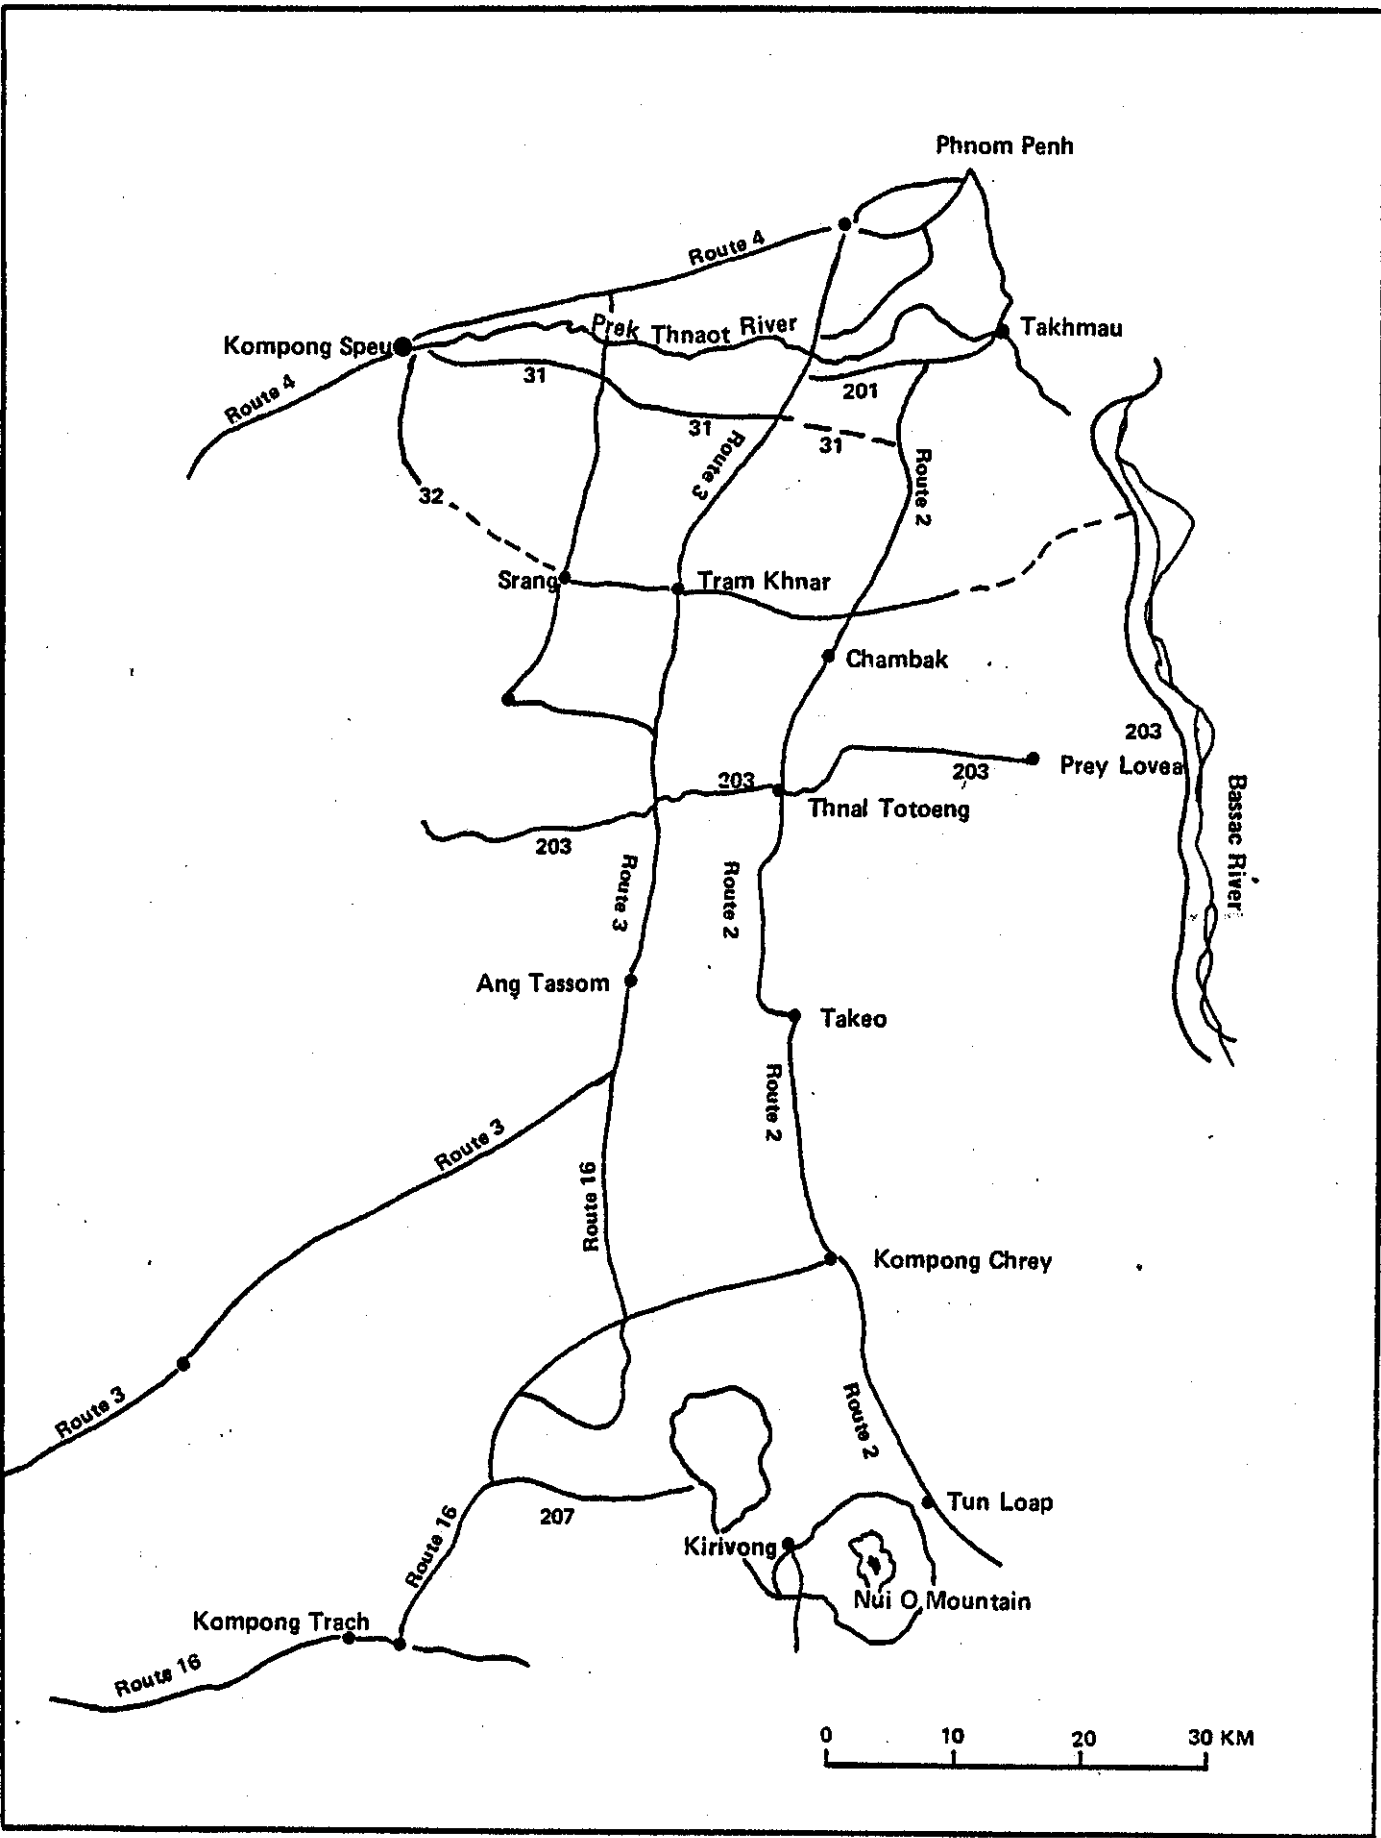 Phnom Penh
Route 4
Prek Thnaot River
Takhmau
Kompong Speu
31
201
Route 4
31
31
Route 3
Route 2
32
Srang
Tram Khnar
Chambak
203
203
203
Prey Lovea
Thnal Totoeng
Bassac River
203
Route 3
Route 2
Ang Tassom
Takeo
Route 2
Route 3
Route 16
Kompong Chrey
Route 3
Route 2
Tun Loap
207
Route 16
Kirivong
Nui O Mountain
Kompong Trach
Route 16
0 10 20 30 KM